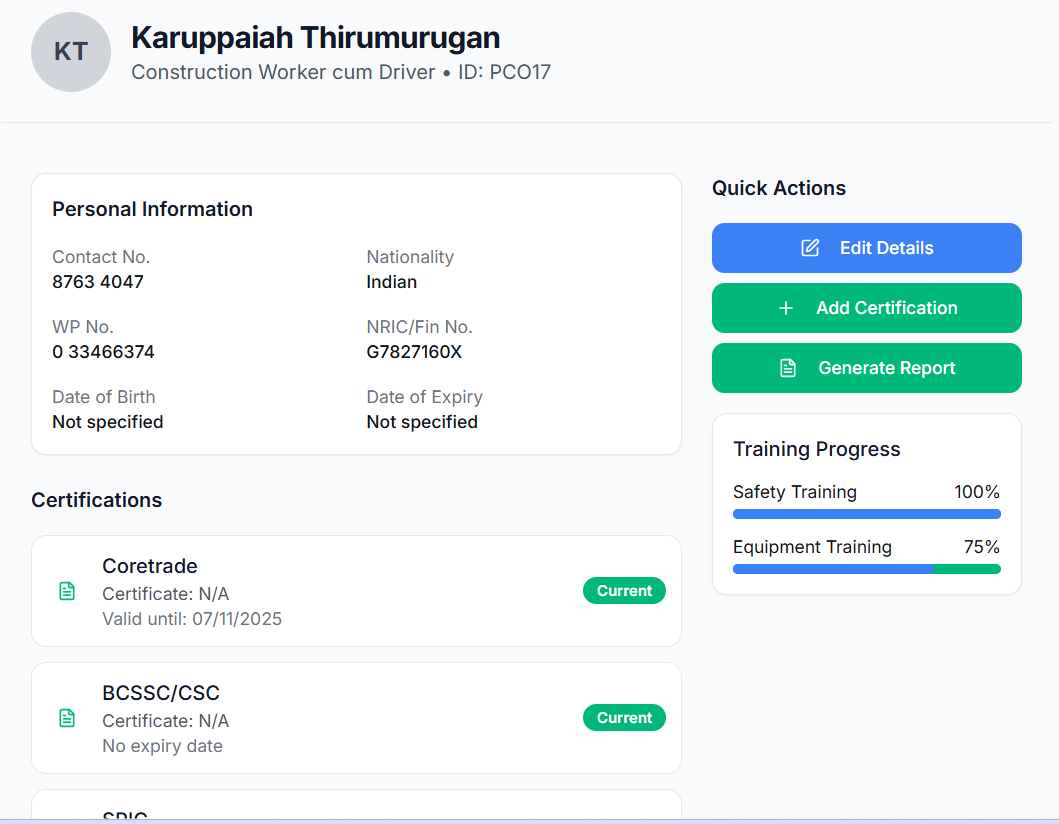 KT
Karuppaiah Thirumurugan
Construction Worker cum Driver • ID: PCO17
Personal Information
Contact No.
8763 4047
Nationality
Indian
WP No.
0 33466374
NRIC/Fin No.
G7827160X
Date of Birth
Not specified
Date of Expiry
Not specified
Certifications
Coretrade
Certificate: N/A
Valid until: 07/11/2025
Current
BCSSC/CSC
Certificate: N/A
No expiry date
Current
Quick Actions
Edit Details
Add Certification
Generate Report
Training Progress
Safety Training 100%
Equipment Training 75%